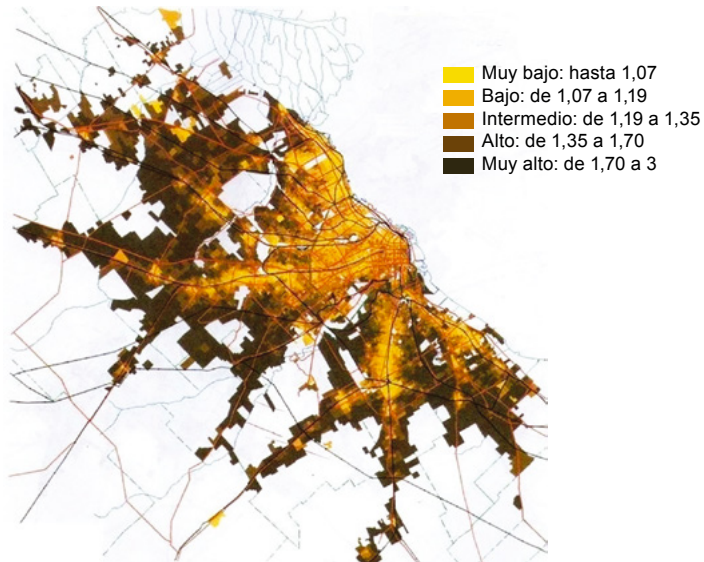 Muy bajo: hasta 1,07
Bajo: de 1,07 a 1,19
Intermedio: de 1,19 a 1,35
Alto: de 1,35 a 1,70
Muy alto: de 1,70 a 3